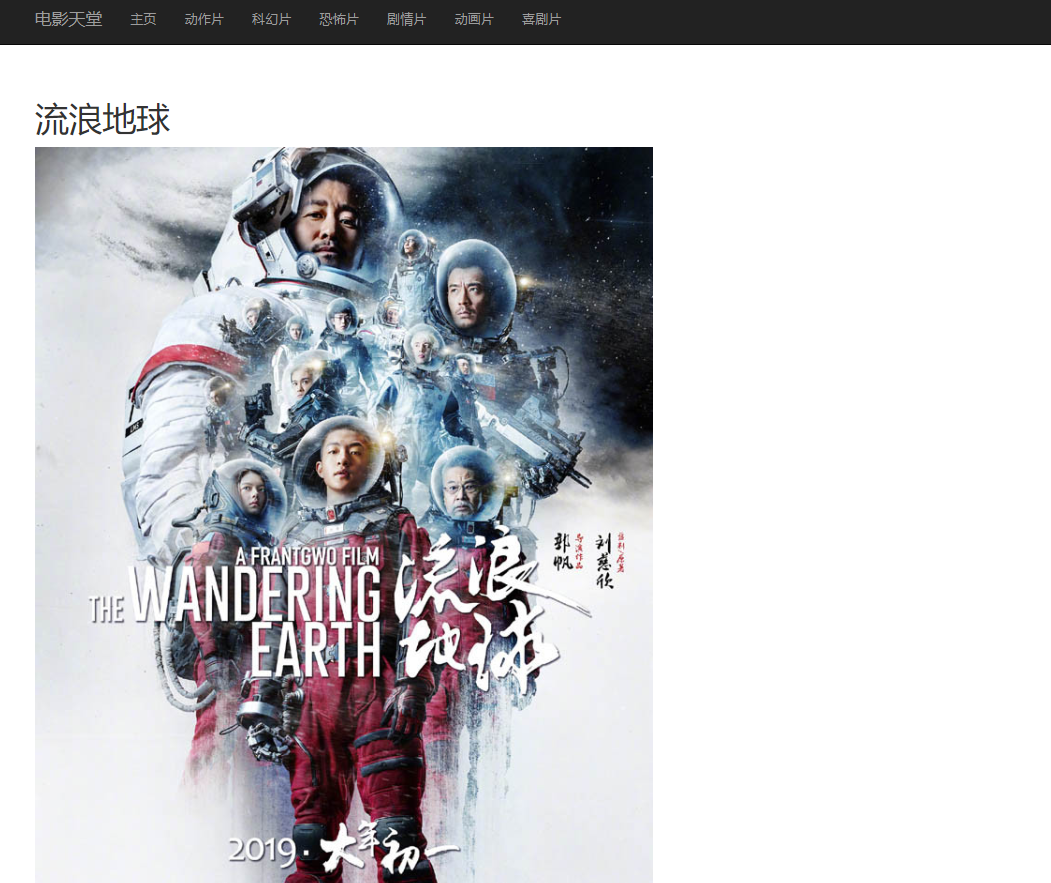 电影天堂 主页 动作片 科幻片 恐怖片 剧情片 动画片 喜剧片
流浪地球
A FRANTGWO FILM
THE WANDERING
EARTH
流浪
地球
郭帆
导演作品
刘慈欣
2019·大年初一